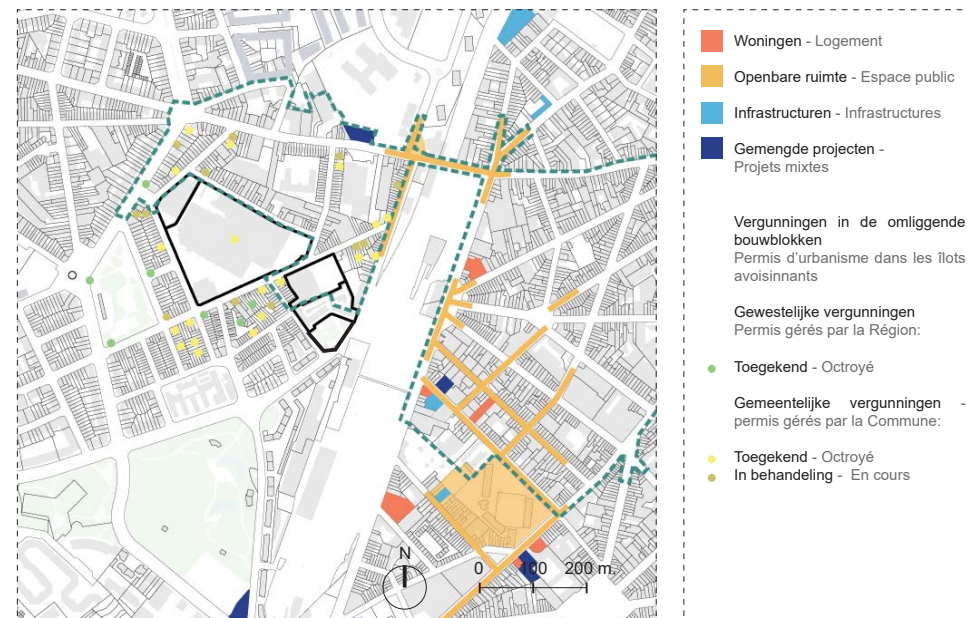 Woningen - Logement
Openbare ruimte - Espace public
Infrastructuren - Infrastructures
Gemengde projecten -
Projets mixtes
Vergunningen in de omliggende
bouwblokken
Permis d'urbanisme dans les îlots
avoisinnants
Gewestelijke vergunningen
Permis gérés par la Région:
Toegekend - Octroyé
Gemeentelijke vergunningen -
permis gérés par la Commune:
Toegekend - Octroyé
In behandeling - En cours
N
0 100 200 m